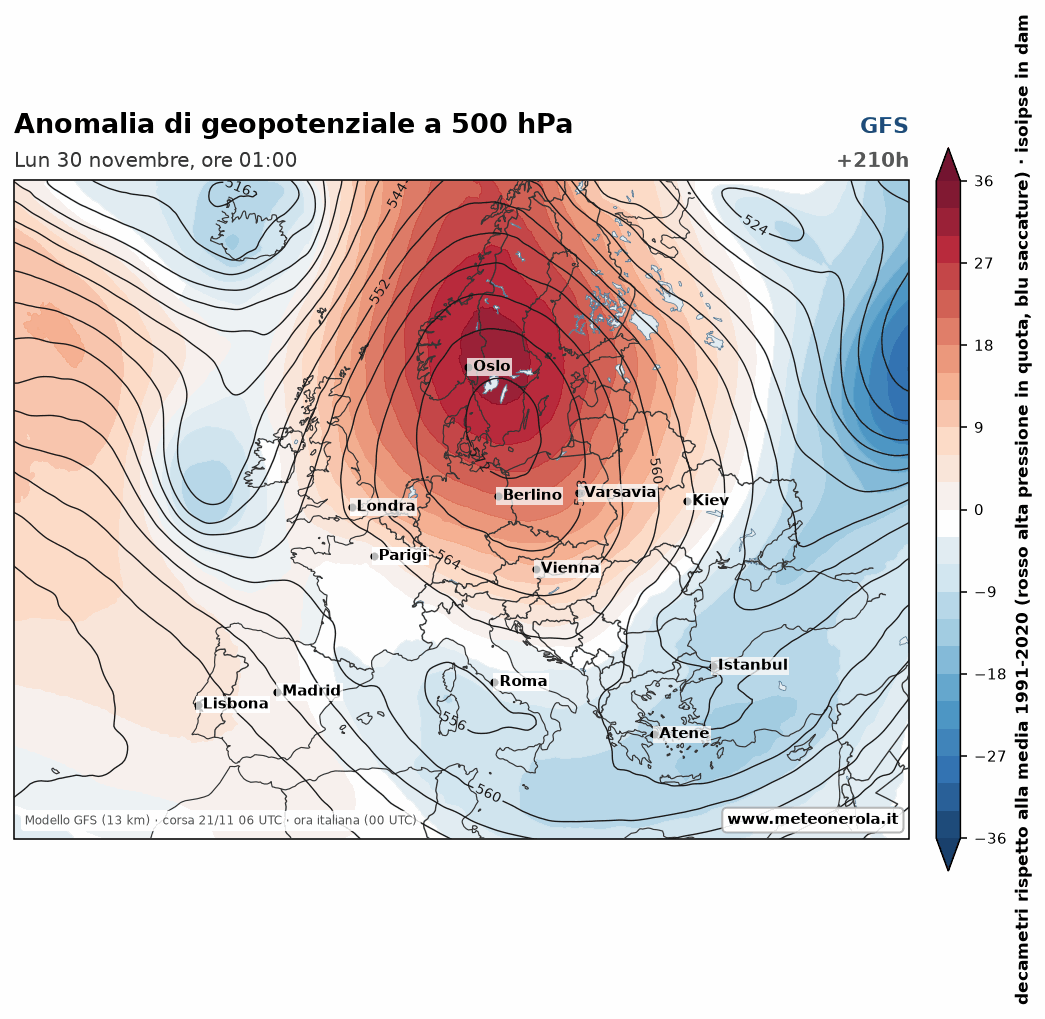 Anomalia di geopotenziale a 500 hPa
GFS
Lun 30 novembre, ore 01:00
+210h
516
544
524
552
Oslo
560
Berlino
Varsavia
Kiev
Londra
Parigi
564
Vienna
Istanbul
Roma
Madrid
Lisbona
556
Atene
560
Modello GFS (13 km) · corsa 21/11 06 UTC · ora italiana (00 UTC)
www.meteonerola.it
36
27
18
9
0
−9
−18
−27
−36
decametri rispetto alla media 1991-2020 (rosso alta pressione in quota, blu saccature) · isoipse in dam